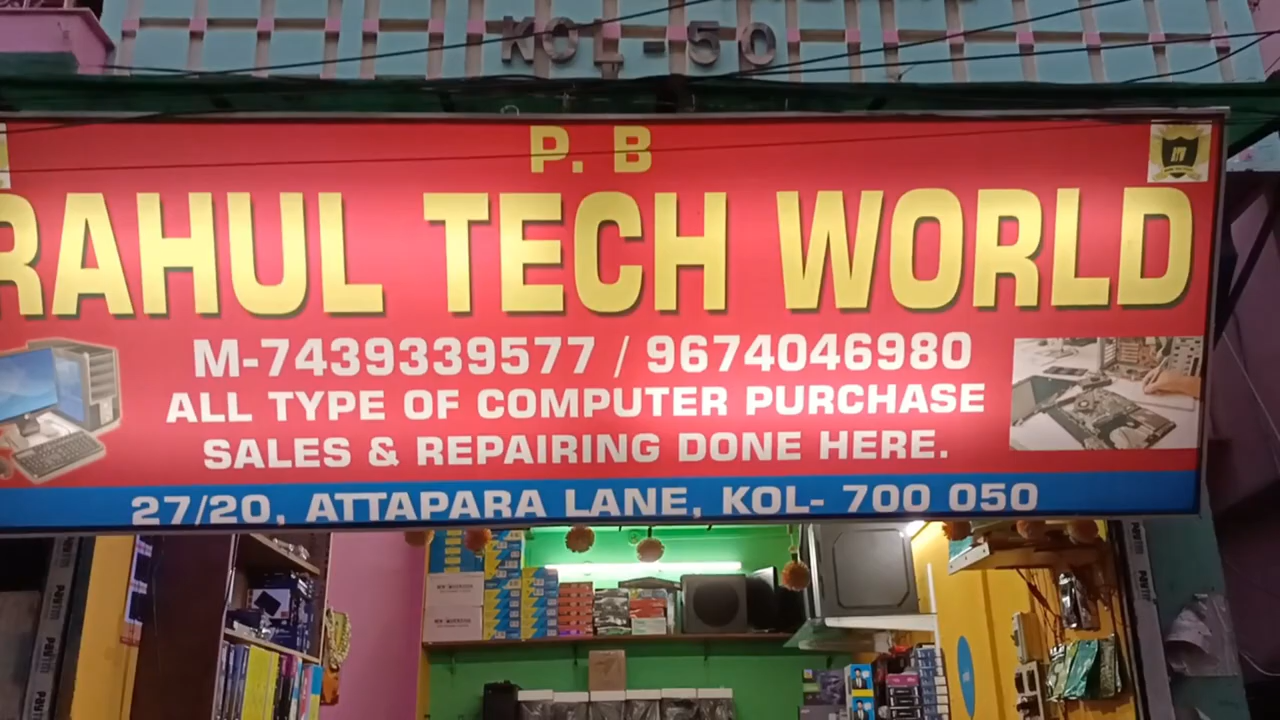 KOL-50
P. B
RAHUL TECH WORLD
M-7439339577 / 9674046980
ALL TYPE OF COMPUTER PURCHASE
SALES & REPAIRING DONE HERE.
27/20, ATTAPARA LANE, KOL- 700 050